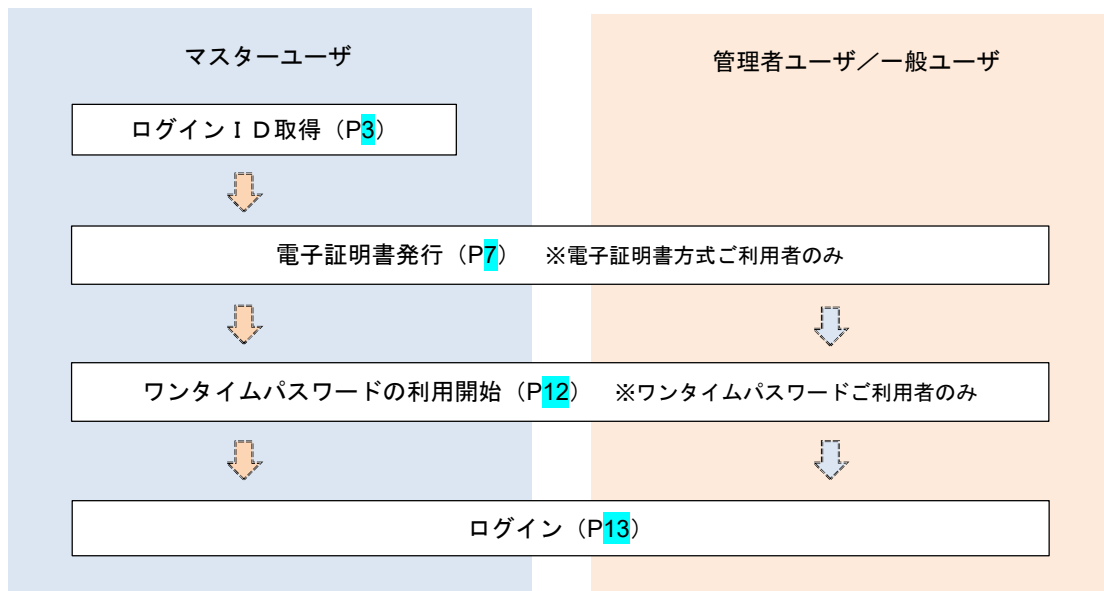 マスターユーザ
管理者ユーザ／一般ユーザ
ログインＩＤ取得（P3）
電子証明書発行（P7）　※電子証明書方式ご利用者のみ
ワンタイムパスワードの利用開始（P12）　※ワンタイムパスワードご利用者のみ
ログイン（P13）